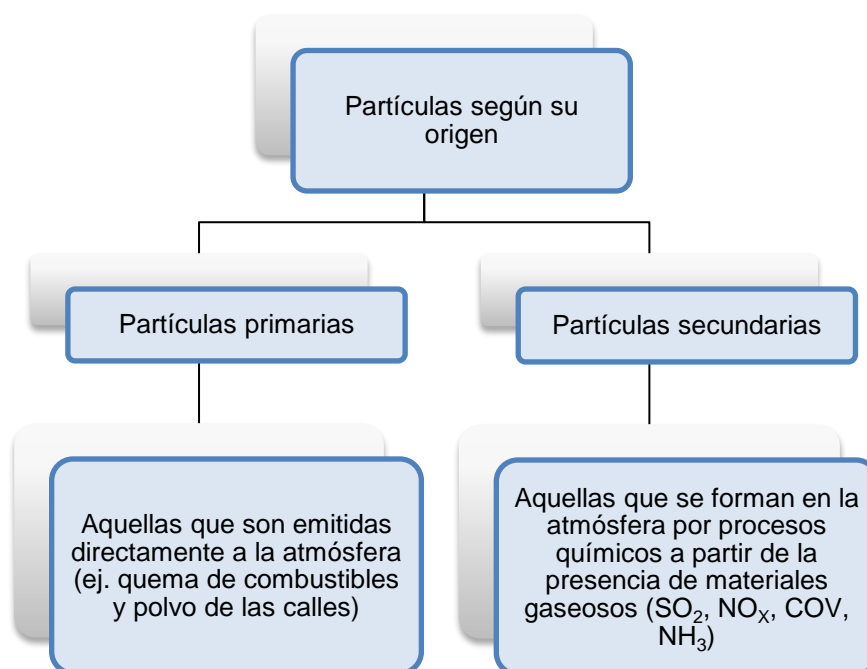 Partículas según su
origen
Partículas primarias
Partículas secundarias
Aquellas que son emitidas
directamente a la atmósfera
(ej. quema de combustibles
y polvo de las calles)
Aquellas que se forman en la
atmósfera por procesos
químicos a partir de la
presencia de materiales
gaseosos (SO₂, NOₓ, COV,
NH₃)